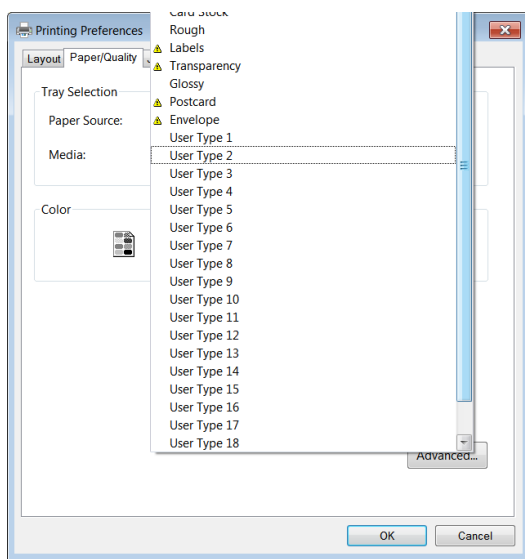 Card Stock
Printing Preferences
Rough
Labels
Layout Paper/Quality
Transparency
Glossy
Tray Selection
Postcard
Paper Source:
Envelope
User Type 1
Media:
User Type 2
User Type 3
User Type 4
Color
User Type 5
User Type 6
User Type 7
User Type 8
User Type 9
User Type 10
User Type 11
User Type 12
User Type 13
User Type 14
User Type 15
User Type 16
User Type 17
User Type 18
Advanced...
OK Cancel